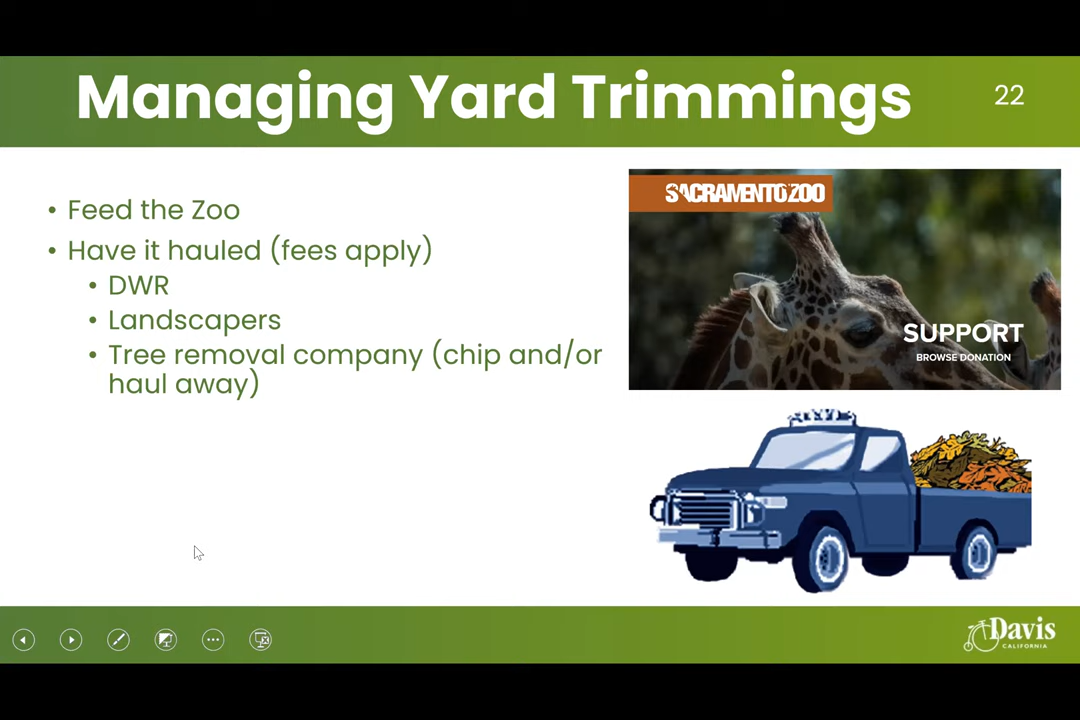 Managing Yard Trimmings
22
• Feed the Zoo
• Have it hauled (fees apply)
• DWR
• Landscapers
• Tree removal company (chip and/or
haul away)
SACRAMENTO ZOO
SUPPORT
BROWSE DONATION
Davis
CALIFORNIA